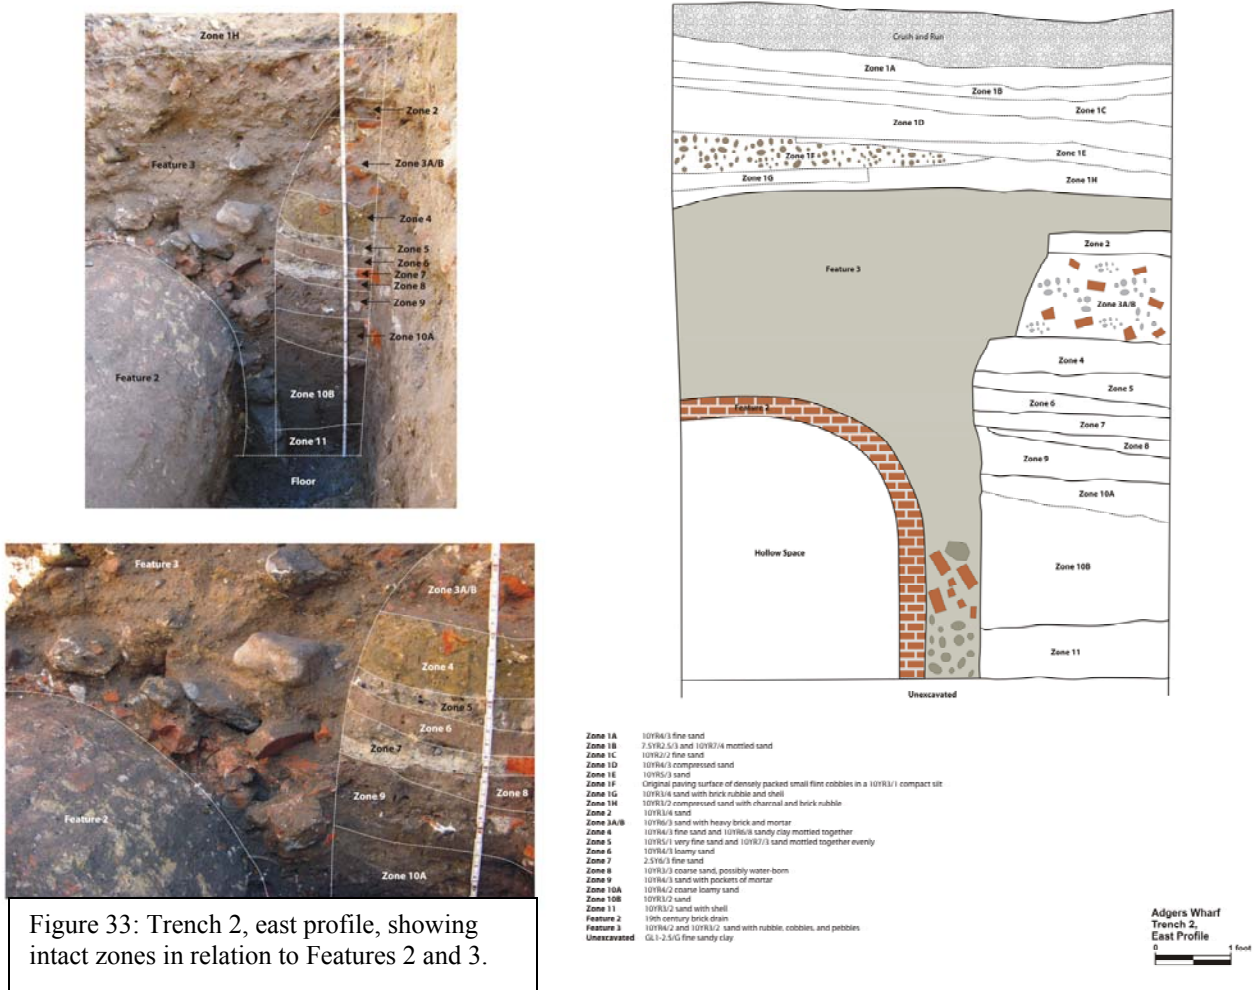 Zone 1H
Zone 2
Feature 3
Zone 3A/B
Zone 4
Zone 5
Zone 6
Zone 7
Zone 8
Zone 9
Zone 10A
Feature 2
Zone 10B
Zone 11
Floor
Feature 3
Zone 3A/B
Zone 4
Zone 5
Zone 6
Zone 7
Zone 9
Zone 8
Feature 2
Zone 10A
Figure 33: Trench 2, east profile, showing
intact zones in relation to Features 2 and 3.
Crush and Run
Zone 1A
Zone 1B
Zone 1C
Zone 1D
Zone 1E
Zone 1F
Zone 1G
Zone 1H
Zone 2
Feature 3
Zone 3A/B
Zone 4
Zone 5
Zone 6
Feature 2
Zone 7
Zone 8
Zone 9
Zone 10A
Hollow Space
Zone 10B
Zone 11
Unexcavated
Zone 1A 10YR4/3 fine sand
Zone 1B 7.5YR2.5/3 and 10YR7/4 mottled sand
Zone 1C 10YR2/2 fine sand
Zone 1D 10YR4/3 compressed sand
Zone 1E 10YR5/3 sand
Zone 1F Original paving surface of densely packed small flint cobbles in a 10YR3/1 compact silt
Zone 1G 10YR3/4 sand with brick rubble and shell
Zone 1H 10YR3/2 compressed sand with charcoal and brick rubble
Zone 2 10YR3/4 sand
Zone 3A/B 10YR6/3 sand with heavy brick and mortar
Zone 4 10YR4/3 fine sand and 10YR6/8 sandy clay mottled together
Zone 5 10YR5/1 very fine sand and 10YR7/3 sand mottled together evenly
Zone 6 10YR4/3 loamy sand
Zone 7 2.5Y6/3 fine sand
Zone 8 10YR3/3 coarse sand, possibly water-born
Zone 9 10YR4/3 sand with pockets of mortar
Zone 10A 10YR4/2 coarse loamy sand
Zone 10B 10YR3/2 sand
Zone 11 10YR3/2 sand with shell
Feature 2 19th century brick drain
Feature 3 10YR4/2 and 10YR3/2 sand with rubble, cobbles, and pebbles
Unexcavated GL1-2.5/G fine sandy clay
Adgers Wharf
Trench 2,
East Profile
0 1 foot